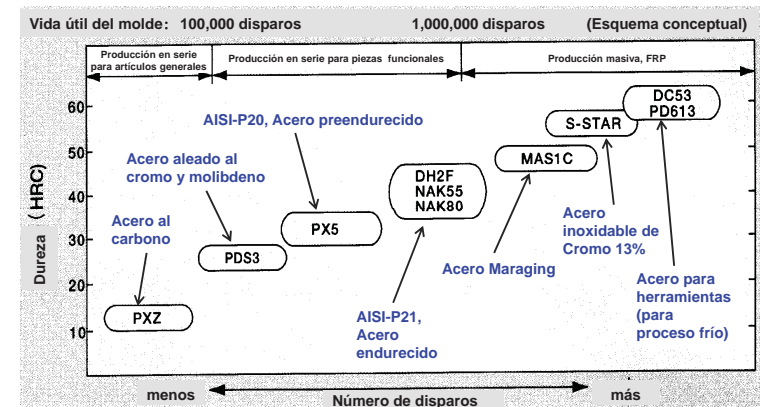 Vida útil del molde: 100,000 disparos 1,000,000 disparos (Esquema conceptual)
Producción en serie
para artículos generales
Producción en serie para piezas funcionales
Producción masiva, FRP
Dureza (HRC)
60
50
40
30
20
10
AISI-P20, Acero preendurecido
Acero aleado al
cromo y molibdeno
Acero al
carbono
PXZ
PDS3
PX5
DH2F
NAK55
NAK80
AISI-P21,
Acero
endurecido
MAS1C
Acero Maraging
S-STAR
Acero
inoxidable de
Cromo 13%
DC53
PD613
Acero para
herramientas
(para
proceso frío)
menos
Número de disparos
más